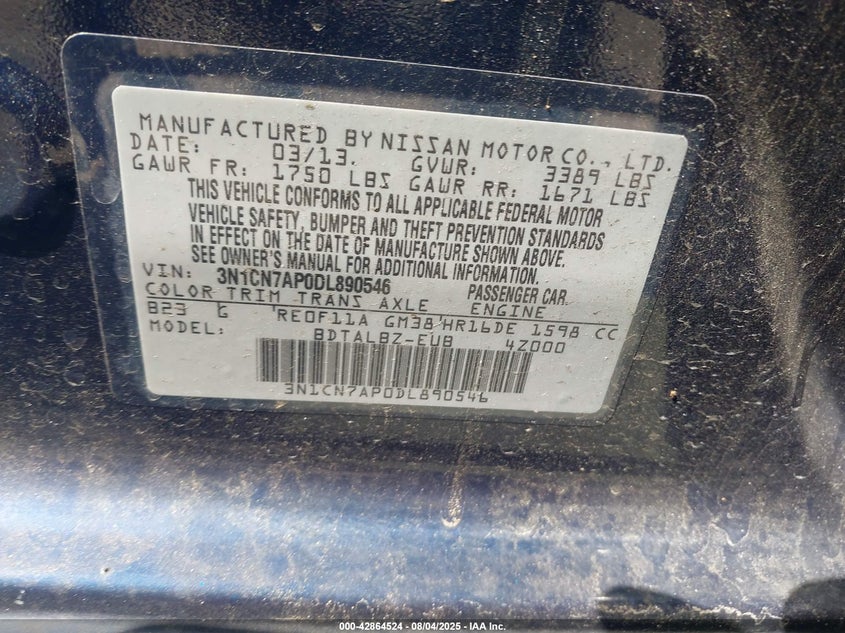 MANUFACTURED BY NISSAN MOTOR CO., LTD.
DATE: 03/13. GVWR: 3389 LBS
GAWR FR: 1750 LBS GAWR RR: 1671 LBS
THIS VEHICLE CONFORMS TO ALL APPLICABLE FEDERAL MOTOR
VEHICLE SAFETY, BUMPER AND THEFT PREVENTION STANDARDS
IN EFFECT ON THE DATE OF MANUFACTURE SHOWN ABOVE.
SEE OWNER'S MANUAL FOR ADDITIONAL INFORMATION.
VIN: 3N1CN7AP0DL890546 PASSENGER CAR
COLOR TRIM TRANS AXLE ENGINE
B23 G RE0F11A GM38 HR16DE 1598 CC
MODEL: BDTALBZ-EUB 4Z000
3N1CN7AP0DL890546
000-42864524 - 08/04/2025 - IAA Inc.